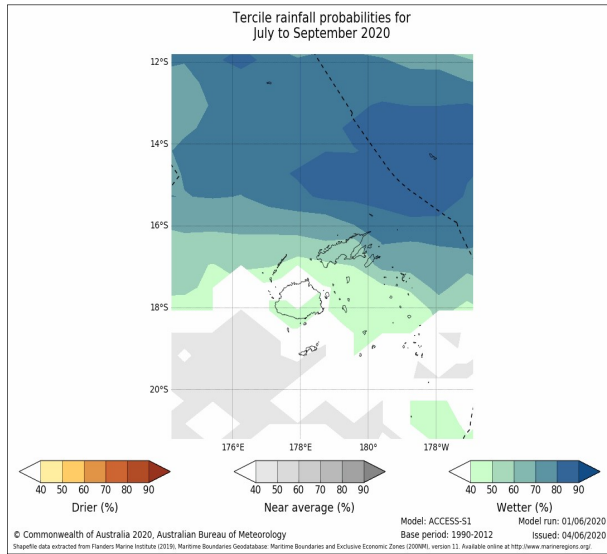 Tercile rainfall probabilities for
July to September 2020
12°S
14°S
16°S
18°S
20°S
176°E 178°E 180° 178°W
40 50 60 70 80 90
Drier (%)
40 50 60 70 80 90
Near average (%)
40 50 60 70 80 90
Wetter (%)
Model: ACCESS-S1 Model run: 01/06/2020
© Commonwealth of Australia 2020, Australian Bureau of Meteorology Base period: 1990-2012 Issued: 04/06/2020
Shapefile data extracted from Flanders Marine Institute (2019), Maritime Boundaries Geodatabase: Maritime Boundaries and Exclusive Economic Zones (200NM), version 11. Available online at http://www.marineregions.org/.